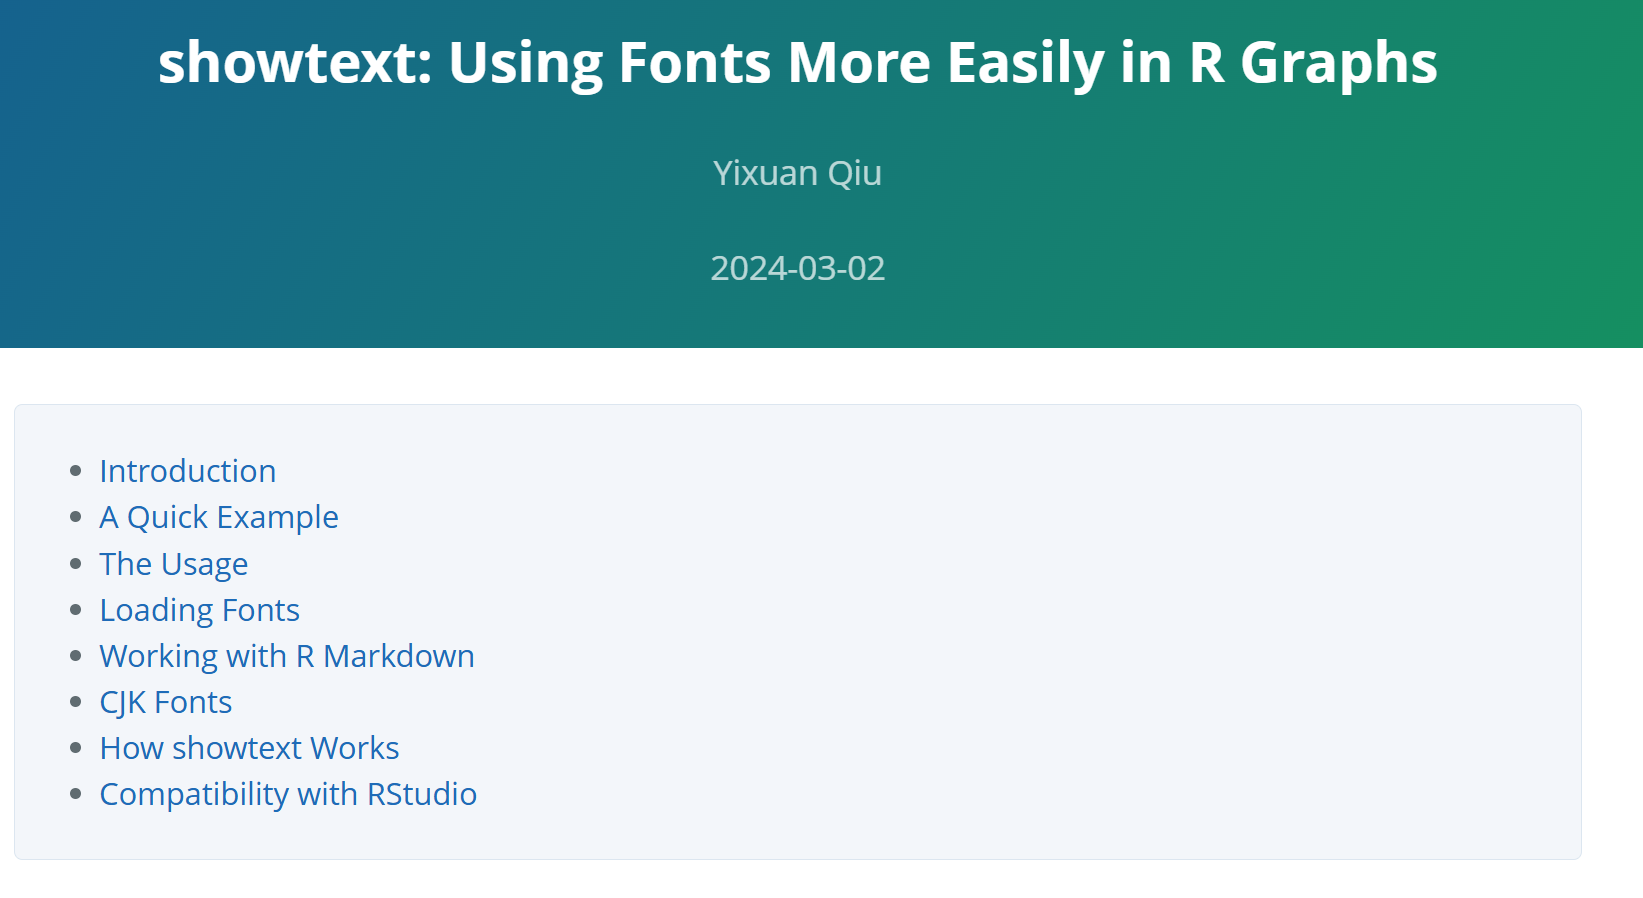 showtext: Using Fonts More Easily in R Graphs
Yixuan Qiu
2024-03-02
Introduction
A Quick Example
The Usage
Loading Fonts
Working with R Markdown
CJK Fonts
How showtext Works
Compatibility with RStudio